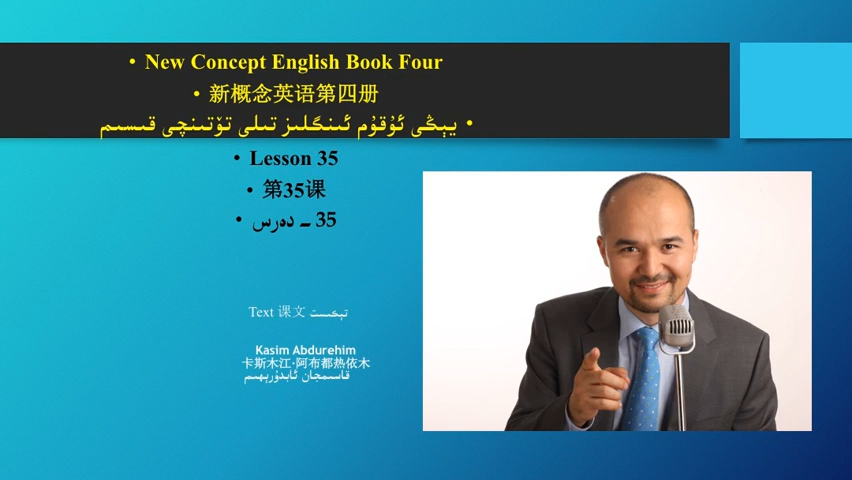 • New Concept English Book Four
• 新概念英语第四册
• يېڭى ئۇقۇم ئىنگلىز تىلى تۆتىنچى قىسىم
• Lesson 35
• 第35课
• 35 - دەرس
Text 课文 تېكىست
Kasim Abdurehim
卡斯木江·阿布都热依木
قاسىمجان ئابدۇرېھىم